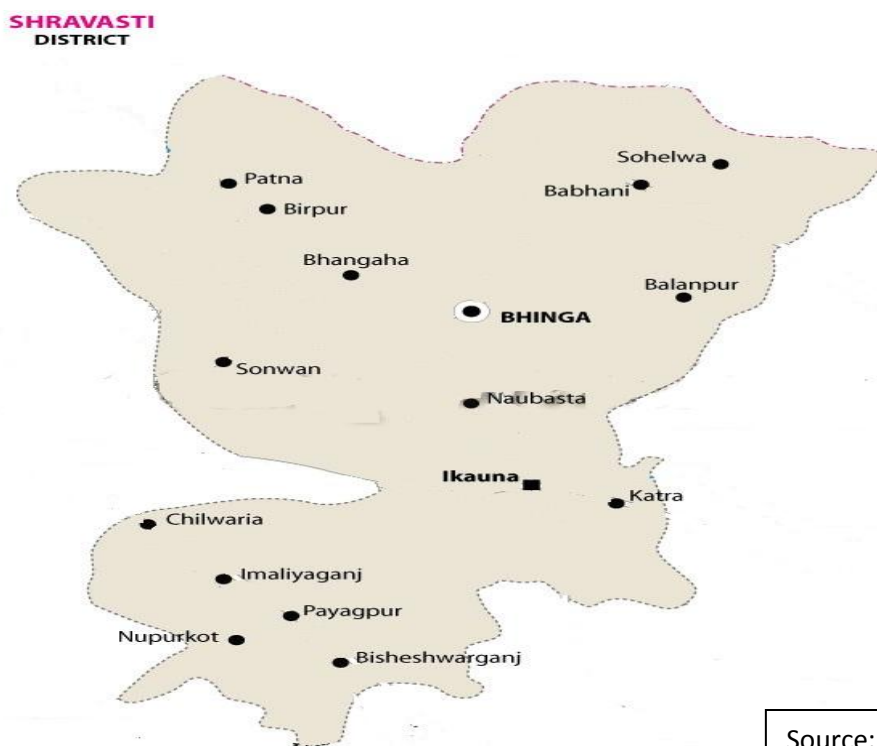 SHRAVASTI
DISTRICT
Sohelwa
Patna
Babhani
Birpur
Bhangaha
Balanpur
BHINGA
Sonwan
Naubasta
Ikauna
Katra
Chilwaria
Imaliyaganj
Payagpur
Nupurkot
Bisheshwarganj
Source: